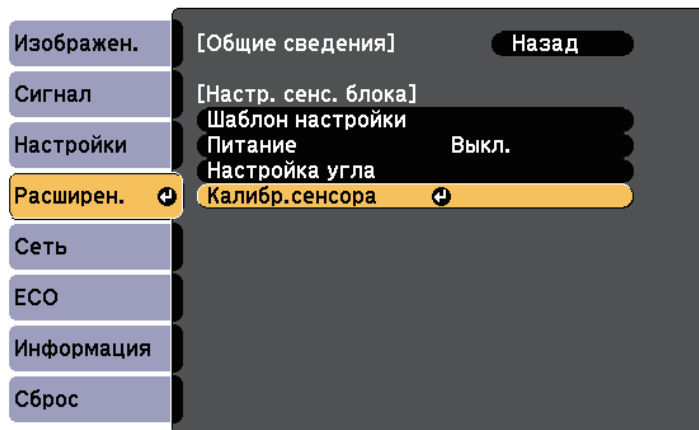 Изображен.
Сигнал
Настройки
Расширен.
Сеть
ECO
Информация
Сброс
[Общие сведения] Назад
[Настр. сенс. блока]
Шаблон настройки
Питание Выкл.
Настройка угла
Калибр.сенсора